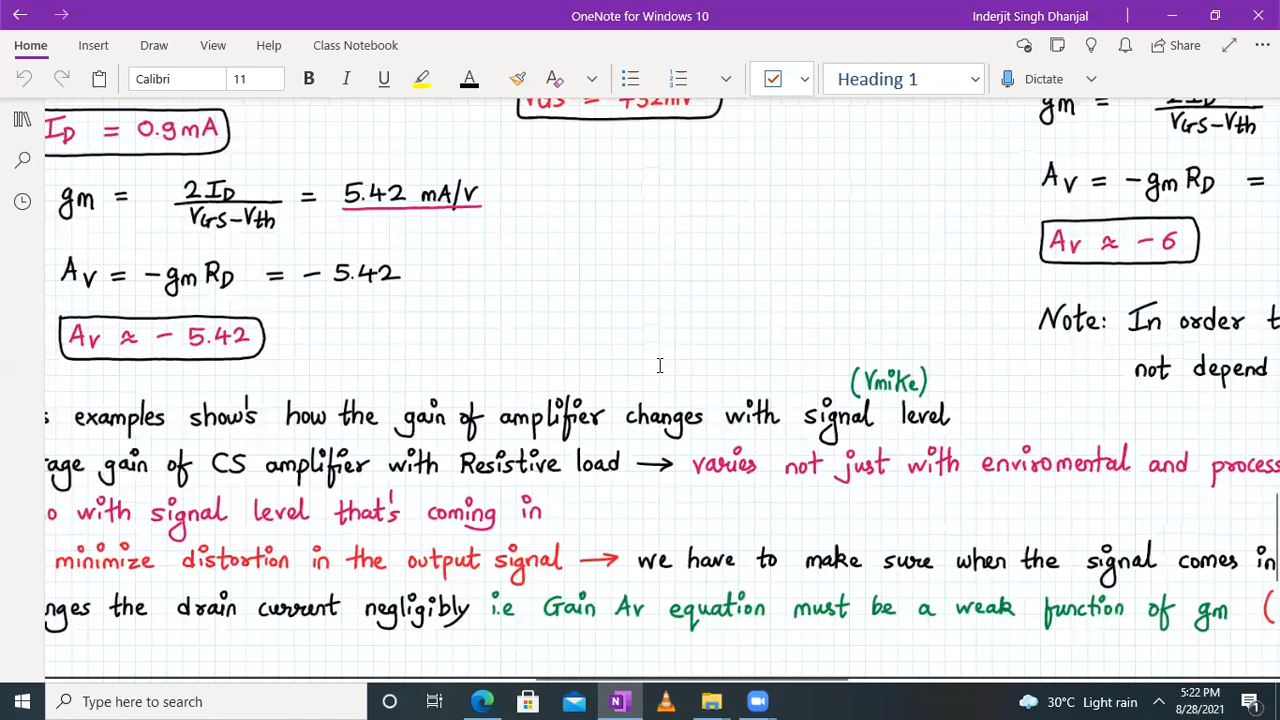 OneNote for Windows 10
Inderjit Singh Dhanjal
Home Insert Draw View Help Class Notebook Share
Calibri 11 B I U A Heading 1 Dictate
ID = 0.9mA
gm = 2ID / VGS-Vth = 5.42 mA/V
Av = -gm RD = - 5.42
Av ≈ - 5.42
gm = VGS-Vth
Av = -gm RD =
Av ≈ - 6
Note: In order t
not depend
(Vmike)
s examples show's how the gain of amplifier changes with signal level
age gain of CS amplifier with Resistive load → varies not just with enviromental and process
o with signal level that's coming in
minimize distortion in the output signal → we have to make sure when the signal comes in
nges the drain current negligibly i.e Gain Av equation must be a weak function of gm (
Type here to search
30°C Light rain
5:22 PM
8/28/2021
1